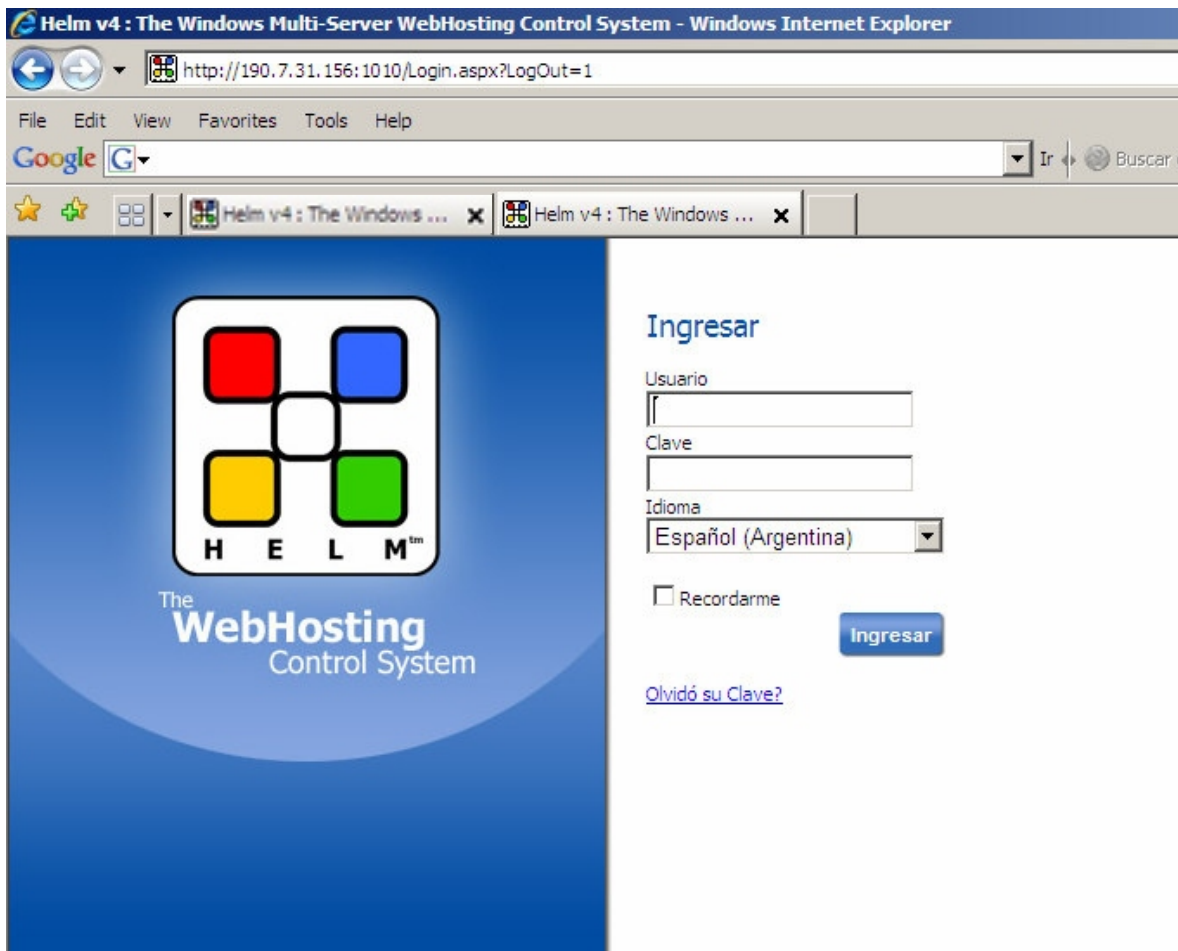 Helm v4 : The Windows Multi-Server WebHosting Control System - Windows Internet Explorer
http://190.7.31.156:1010/Login.aspx?LogOut=1
File Edit View Favorites Tools Help
Google G Ir Buscar
Helm v4 : The Windows ... Helm v4 : The Windows ...
HELM™
The
WebHosting
Control System
Ingresar
Usuario
Clave
Idioma
Español (Argentina)
Recordarme
Ingresar
Olvidó su Clave?